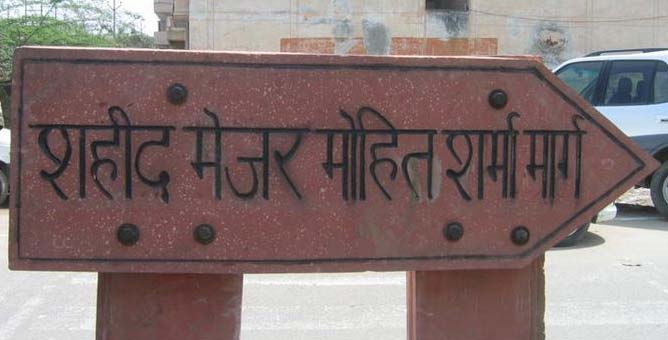 शहीद मेजर मोहित शर्मा मार्ग